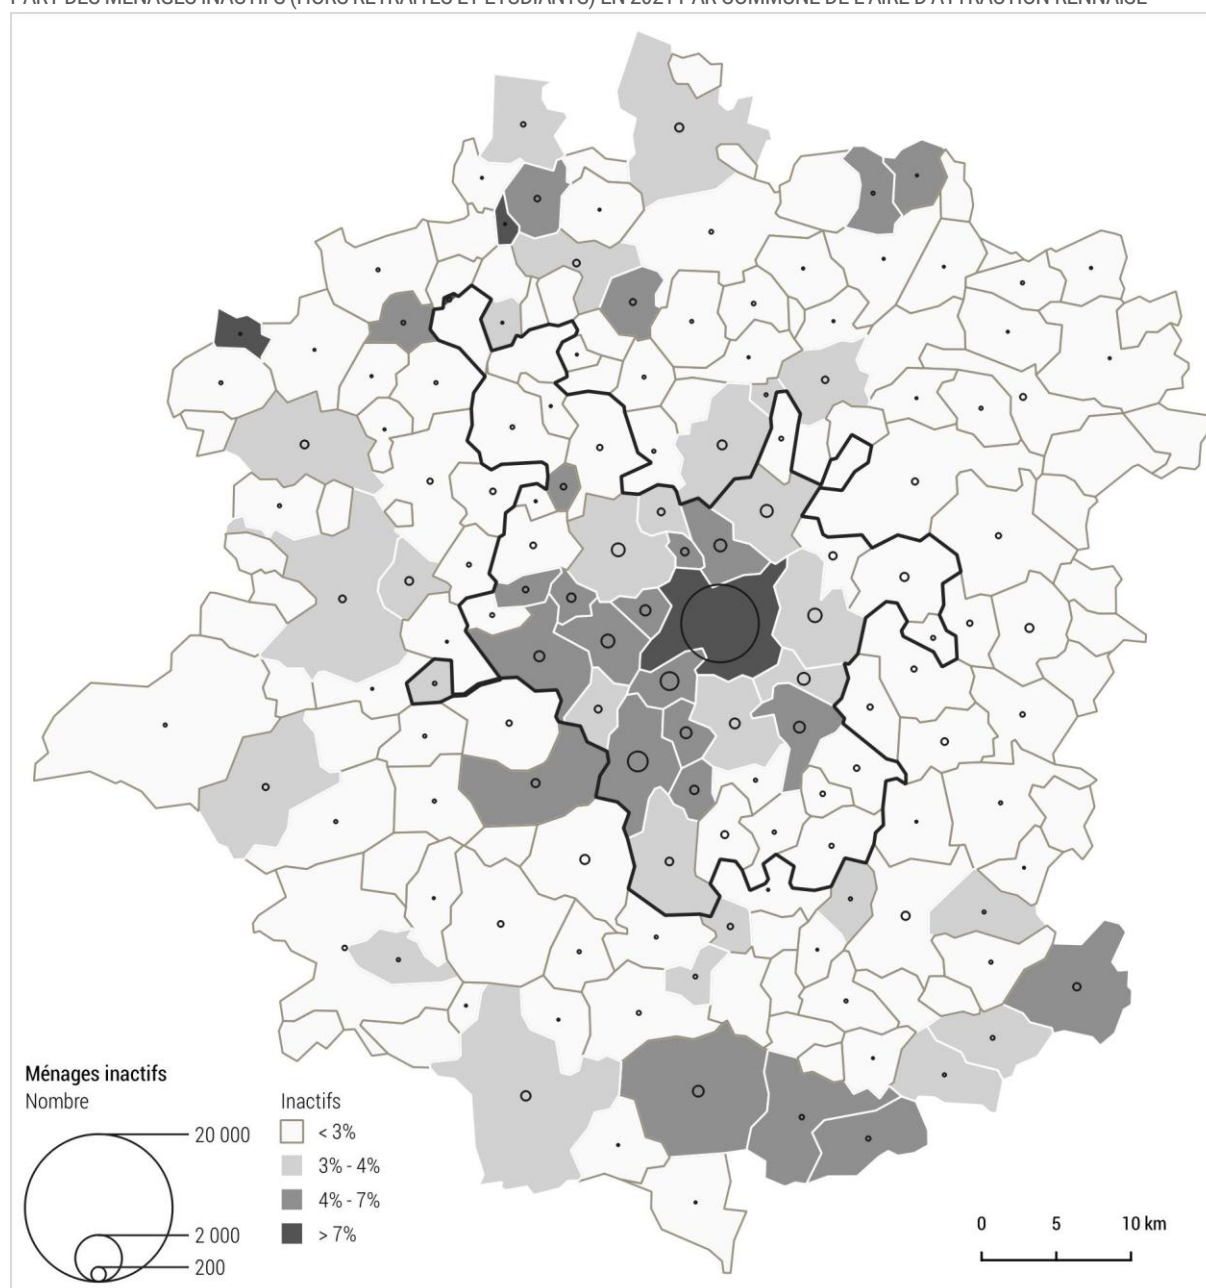 PART DES MÉNAGES INACTIFS (HORS RETRAITÉS ET ÉTUDIANTS) EN 2021 PAR COMMUNE DE L'AIRE D'ATTRACTION RENNAISE
Ménages inactifs
Nombre
20 000
2 000
200
Inactifs
< 3%
3% - 4%
4% - 7%
> 7%
0 5 10 km